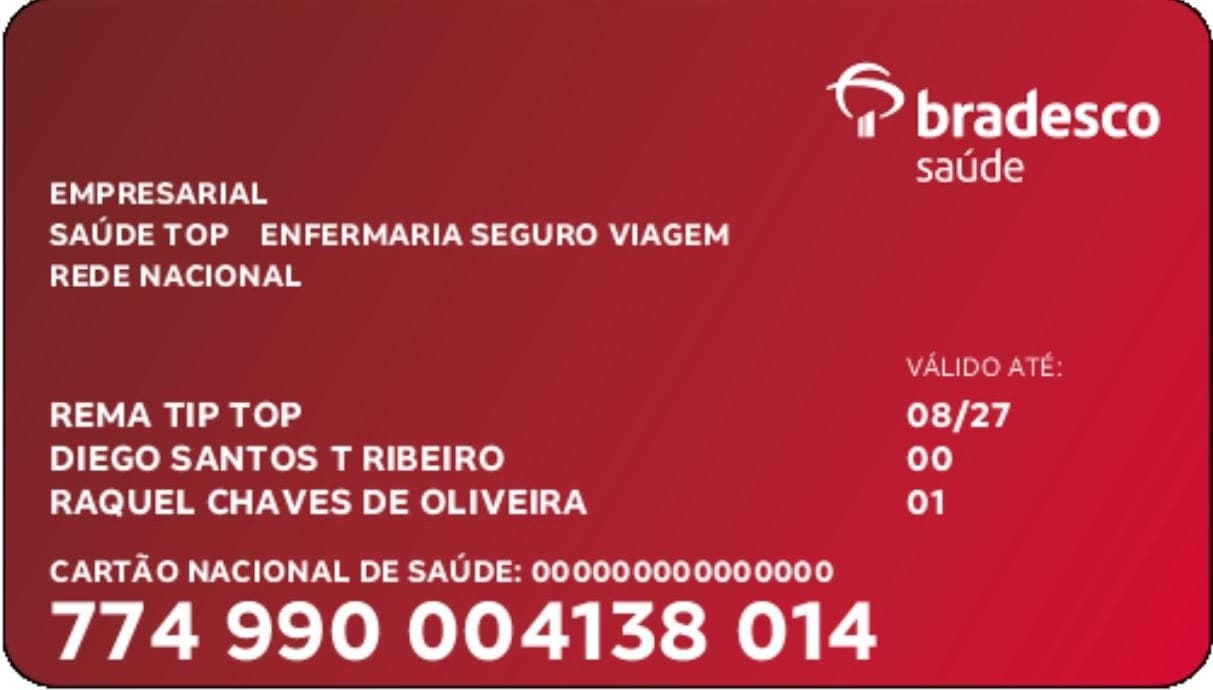 bradesco
saúde
EMPRESARIAL
SAÚDE TOP ENFERMARIA SEGURO VIAGEM
REDE NACIONAL
VÁLIDO ATÉ:
REMA TIP TOP 08/27
DIEGO SANTOS T RIBEIRO 00
RAQUEL CHAVES DE OLIVEIRA 01
CARTÃO NACIONAL DE SAÚDE: 000000000000000
774 990 004138 014